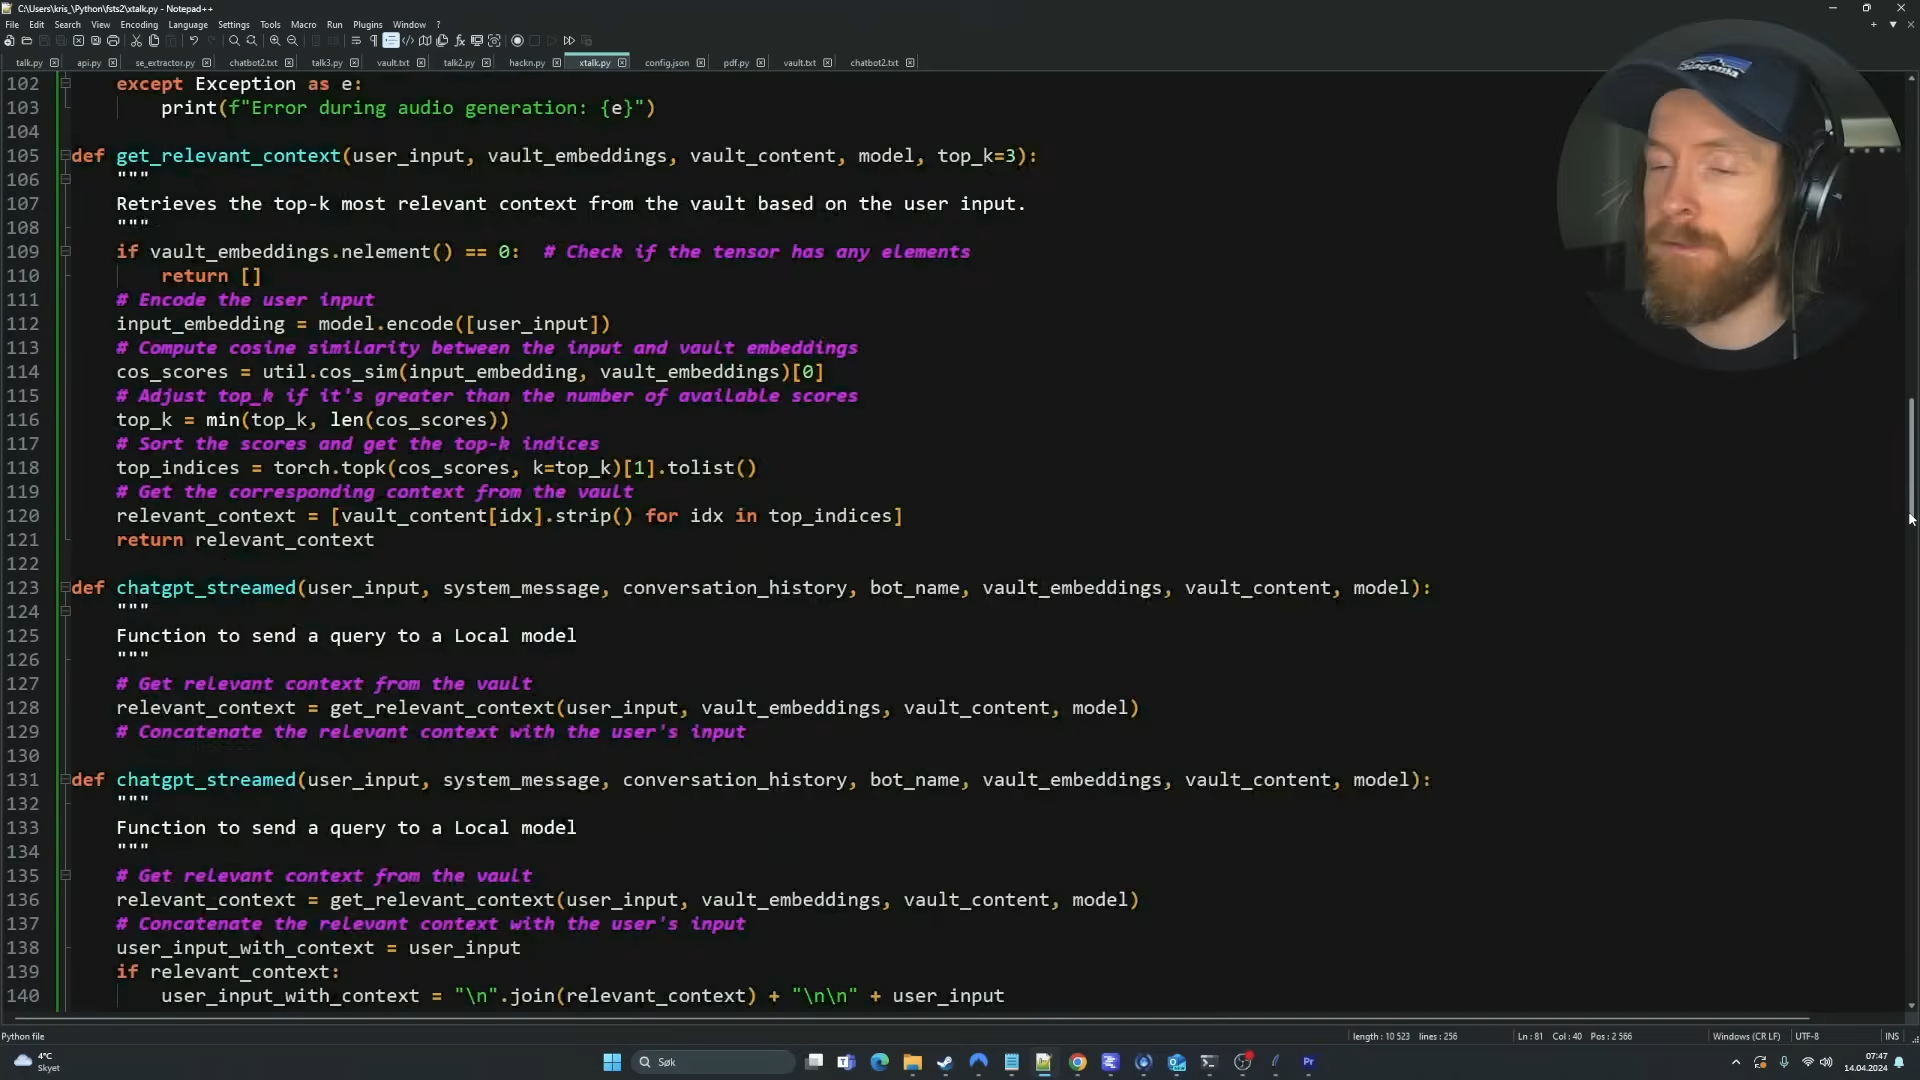 C:\Users\kris_\Python\fsts2\xtalk.py - Notepad++
File Edit Search View Encoding Language Settings Tools Macro Run Plugins Window ?
talk.py api.py se_extractor.py chatbot2.txt talk3.py vault.txt talk2.py hackn.py xtalk.py config.json pdf.py vault.txt chatbot2.txt
102 except Exception as e:
103 print(f"Error during audio generation: {e}")
104
105 def get_relevant_context(user_input, vault_embeddings, vault_content, model, top_k=3):
106 """
107 Retrieves the top-k most relevant context from the vault based on the user input.
108 """
109 if vault_embeddings.nelement() == 0: # Check if the tensor has any elements
110 return []
111 # Encode the user input
112 input_embedding = model.encode([user_input])
113 # Compute cosine similarity between the input and vault embeddings
114 cos_scores = util.cos_sim(input_embedding, vault_embeddings)[0]
115 # Adjust top_k if it's greater than the number of available scores
116 top_k = min(top_k, len(cos_scores))
117 # Sort the scores and get the top-k indices
118 top_indices = torch.topk(cos_scores, k=top_k)[1].tolist()
119 # Get the corresponding context from the vault
120 relevant_context = [vault_content[idx].strip() for idx in top_indices]
121 return relevant_context
122
123 def chatgpt_streamed(user_input, system_message, conversation_history, bot_name, vault_embeddings, vault_content, model):
124 """
125 Function to send a query to a Local model
126 """
127 # Get relevant context from the vault
128 relevant_context = get_relevant_context(user_input, vault_embeddings, vault_content, model)
129 # Concatenate the relevant context with the user's input
130
131 def chatgpt_streamed(user_input, system_message, conversation_history, bot_name, vault_embeddings, vault_content, model):
132 """
133 Function to send a query to a Local model
134 """
135 # Get relevant context from the vault
136 relevant_context = get_relevant_context(user_input, vault_embeddings, vault_content, model)
137 # Concatenate the relevant context with the user's input
138 user_input_with_context = user_input
139 if relevant_context:
140 user_input_with_context = "\n".join(relevant_context) + "\n\n" + user_input
Python file length : 10 523 lines : 256 Ln : 81 Col : 40 Pos : 2 566 Windows (CR LF) UTF-8 INS
4°C
Skyet
Søk
07:47
14.04.2024
patagonia